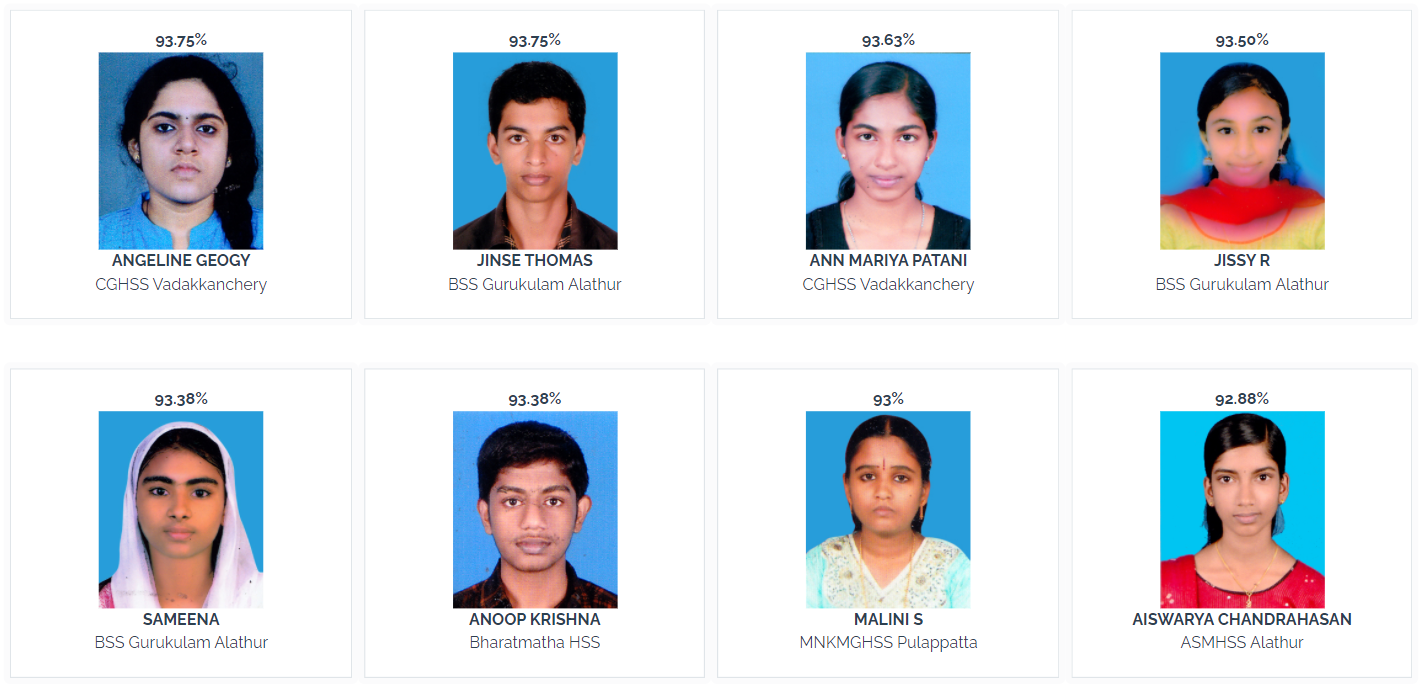 93.75%
ANGELINE GEOGY
CGHSS Vadakkanchery
93.75%
JINSE THOMAS
BSS Gurukulam Alathur
93.63%
ANN MARIYA PATANI
CGHSS Vadakkanchery
93.50%
JISSY R
BSS Gurukulam Alathur
93.38%
SAMEENA
BSS Gurukulam Alathur
93.38%
ANOOP KRISHNA
Bharatmatha HSS
93%
MALINI S
MNKMGHSS Pulappatta
92.88%
AISWARYA CHANDRAHASAN
ASMHSS Alathur